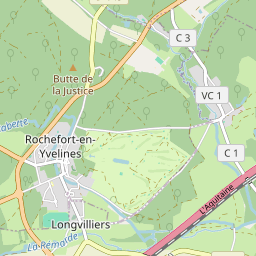 C 3
Butte de
la Justice
VC 1
Rochefort-en-
Yvelines
C 1
L'Aquitaine
Longvilliers
La Rémarde